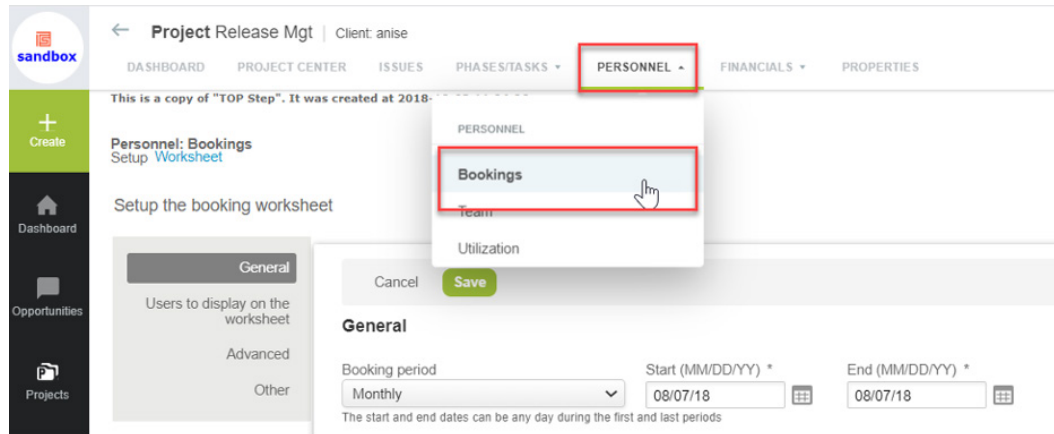 sandbox
← Project Release Mgt | Client: anise
DASHBOARD PROJECT CENTER ISSUES PHASES/TASKS PERSONNEL FINANCIALS PROPERTIES
This is a copy of "TOP Step". It was created at 2018-
Create
Personnel: Bookings
Setup Worksheet
PERSONNEL
Bookings
Team
Utilization
Setup the booking worksheet
Dashboard
Opportunities
Projects
General
Users to display on the
worksheet
Advanced
Other
Cancel Save
General
Booking period Start (MM/DD/YY) * End (MM/DD/YY) *
Monthly 08/07/18 08/07/18
The start and end dates can be any day during the first and last periods